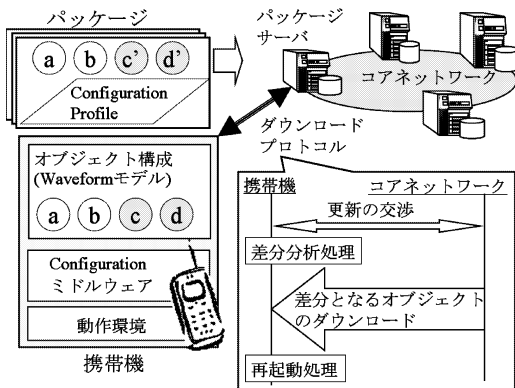 パッケージ
a b c' d'
Configuration
Profile
パッケージ
サーバ
コアネットワーク
ダウンロード
プロトコル
オブジェクト構成
(Waveformモデル)
a b c d
Configuration
ミドルウェア
動作環境
携帯機
携帯機 コアネットワーク
更新の交渉
差分分析処理
差分となるオブジェクト
のダウンロード
再起動処理